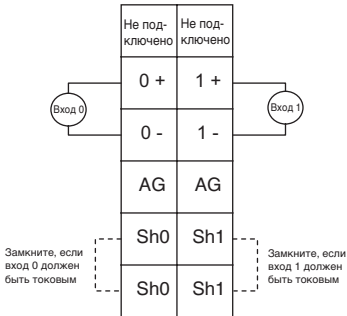 Не под-
ключено
Не под-
ключено
0 +
1 +
Вход 0
Вход 1
0 -
1 -
AG
AG
Sh0
Sh1
Замкните, если
вход 0 должен
быть токовым
Замкните, если
вход 1 должен
быть токовым
Sh0
Sh1